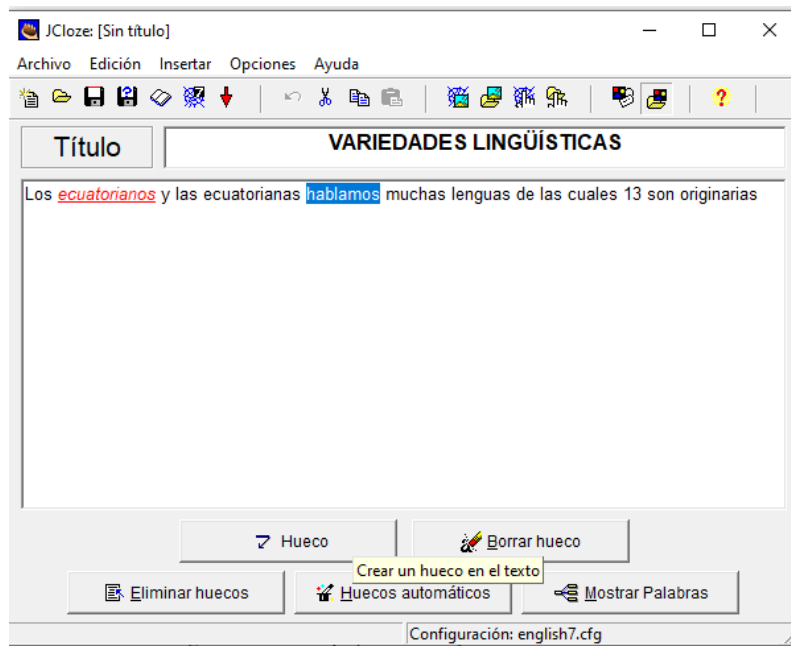 JCloze: [Sin título]
Archivo Edición Insertar Opciones Ayuda
Título
VARIEDADES LINGÜÍSTICAS
Los ecuatorianos y las ecuatorianas hablamos muchas lenguas de las cuales 13 son originarias
Hueco Borrar hueco
Crear un hueco en el texto
Eliminar huecos Huecos automáticos Mostrar Palabras
Configuración: english7.cfg